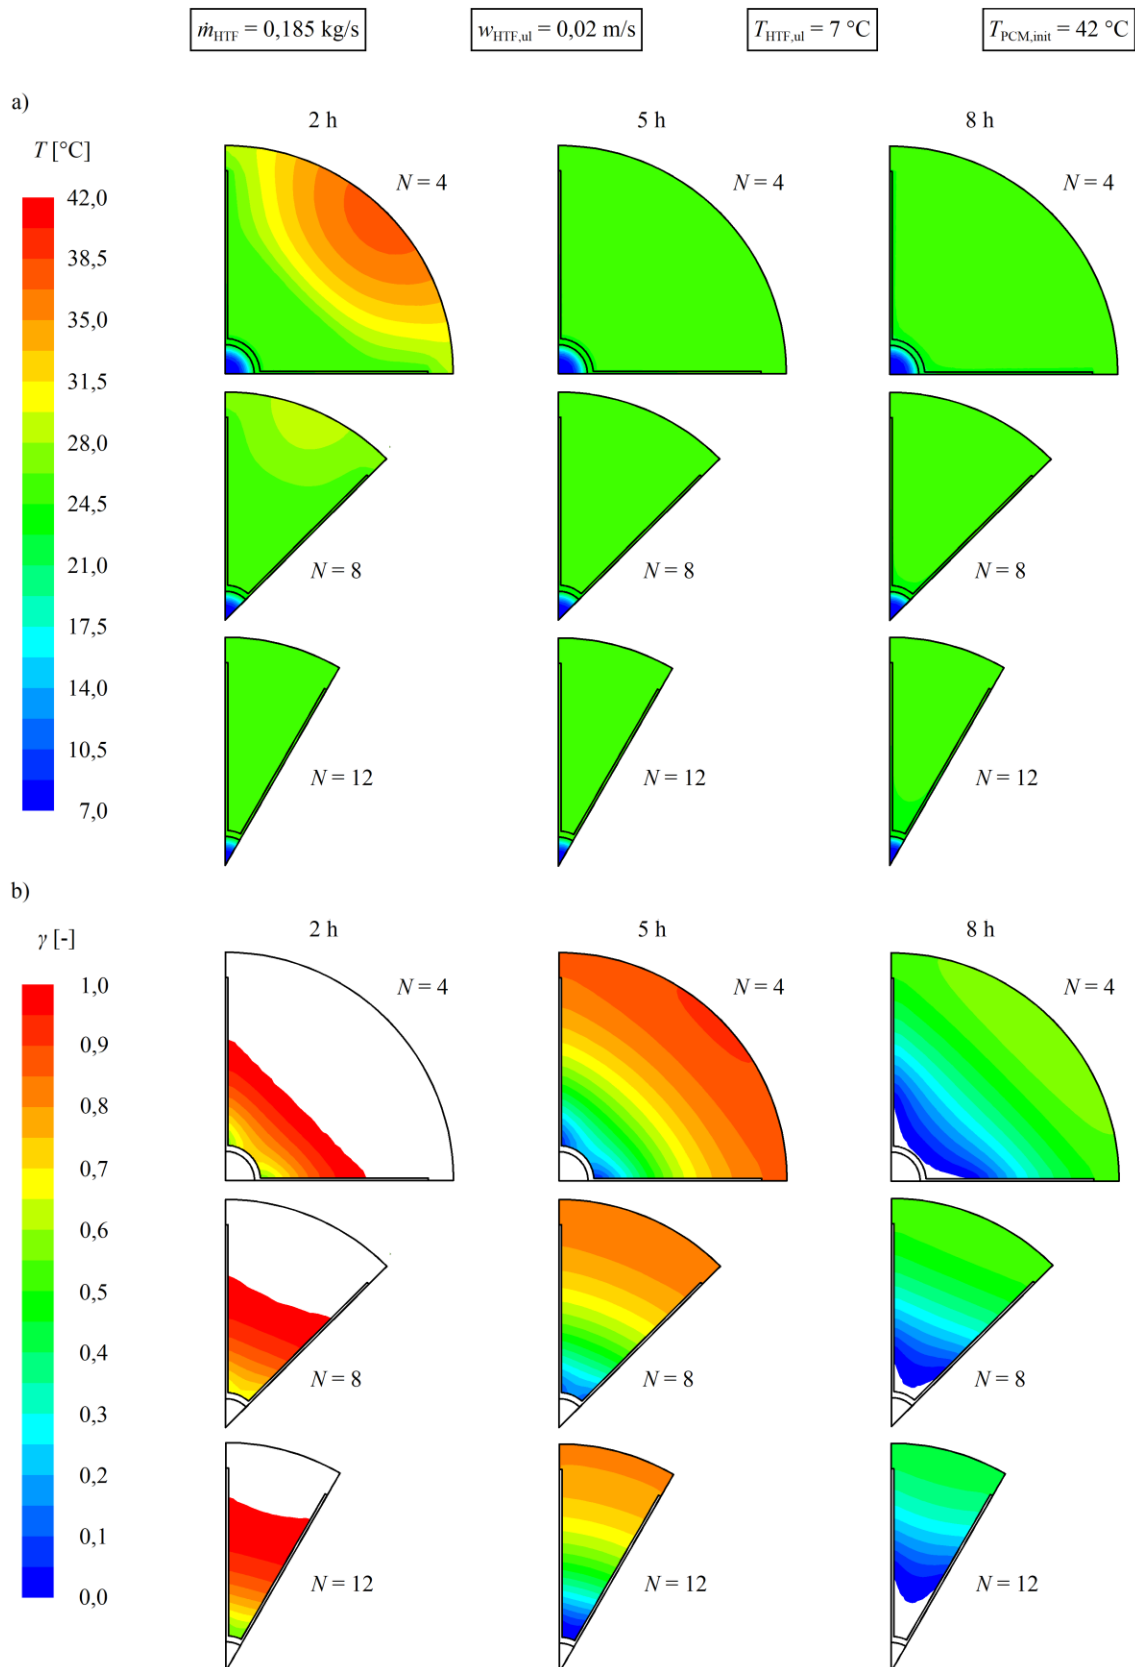 ṁHTF = 0,185 kg/s wHTF,ul = 0,02 m/s THTF,ul = 7 °C TPCM,init = 42 °C
a)
2 h 5 h 8 h
T [°C]
N = 4 N = 4 N = 4
42,0
38,5
35,0
31,5
28,0
24,5
21,0
17,5
14,0
10,5
7,0
N = 8 N = 8 N = 8
N = 12 N = 12 N = 12
b)
2 h 5 h 8 h
γ [-]
N = 4 N = 4 N = 4
1,0
0,9
0,8
0,7
0,6
0,5
0,4
0,3
0,2
0,1
0,0
N = 8 N = 8 N = 8
N = 12 N = 12 N = 12